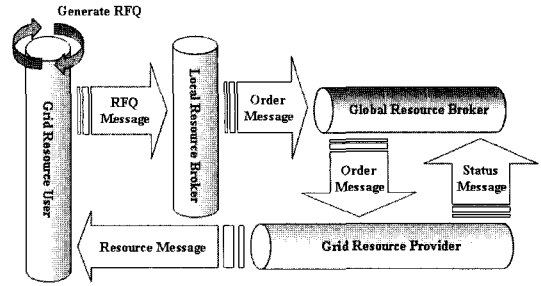 Generate RFQ
Grid Resource User
RFQ
Message
Local Resource Broker
Order
Message
Global Resource Broker
Order
Message
Status
Message
Resource Message
Grid Resource Provider